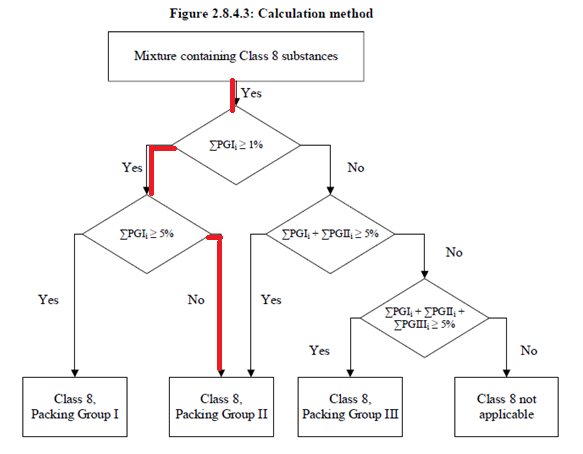 Figure 2.8.4.3: Calculation method
Mixture containing Class 8 substances
Yes
∑PGIᵢ ≥ 1%
Yes
No
∑PGIᵢ ≥ 5%
∑PGIᵢ + ∑PGIIᵢ ≥ 5%
No
Yes
No
Yes
∑PGIᵢ + ∑PGIIᵢ +
∑PGIIIᵢ ≥ 5%
Yes
No
Class 8,
Packing Group I
Class 8,
Packing Group II
Class 8,
Packing Group III
Class 8 not
applicable